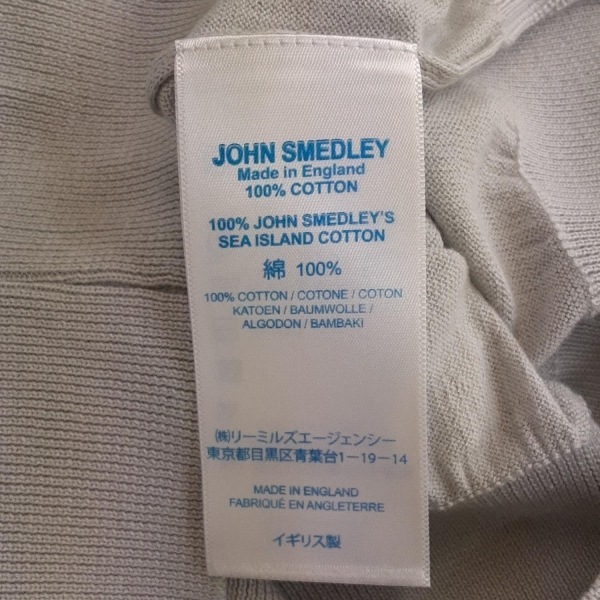 JOHN SMEDLEY
Made in England
100% COTTON
100% JOHN SMEDLEY'S
SEA ISLAND COTTON
綿 100%
100% COTTON / COTONE / COTON
KATOEN / BAUMWOLLE /
ALGODON / BAMBAKI
㈱リーミルズエージェンシー
東京都目黒区青葉台1－19－14
MADE IN ENGLAND
FABRIQUÉ EN ANGLETERRE
イギリス製